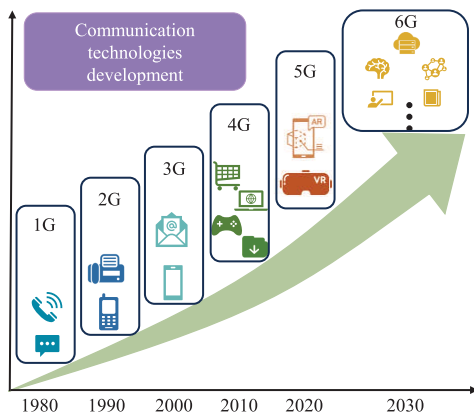 Communication
technologies
development
1G
2G
3G
@
4G
5G
AR
VR
6G
1980 1990 2000 2010 2020 2030